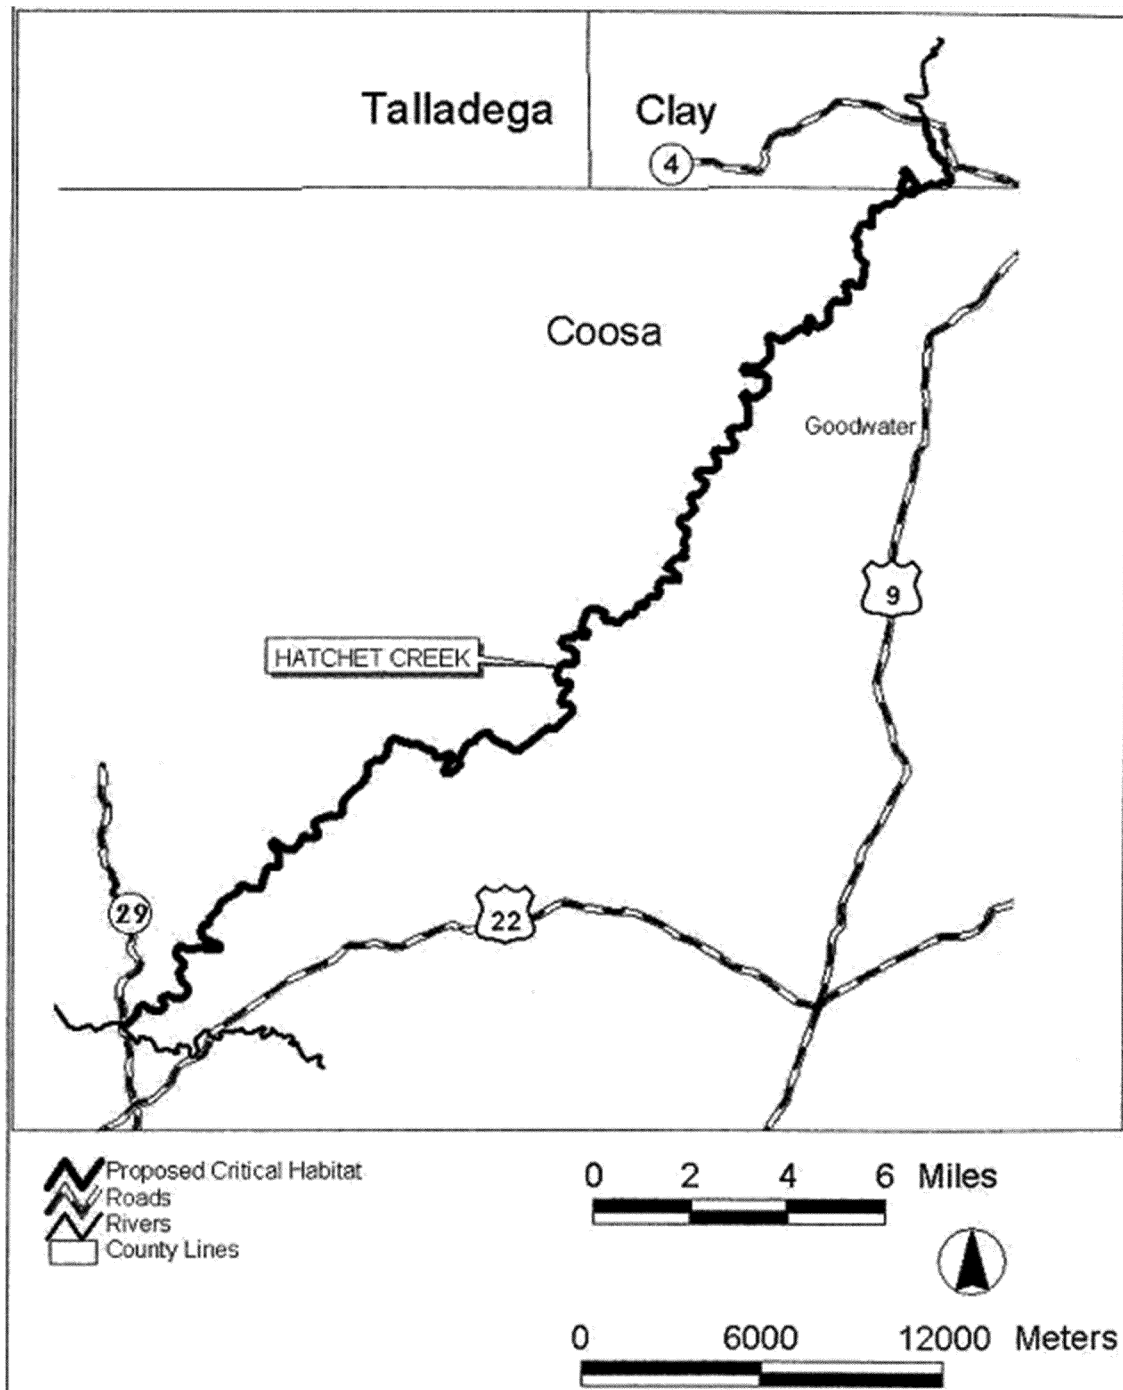 Talladega
Clay
4
Coosa
Goodwater
9
HATCHET CREEK
29
22
Proposed Critical Habitat
Roads
Rivers
County Lines
0 2 4 6 Miles
0 6000 12000 Meters